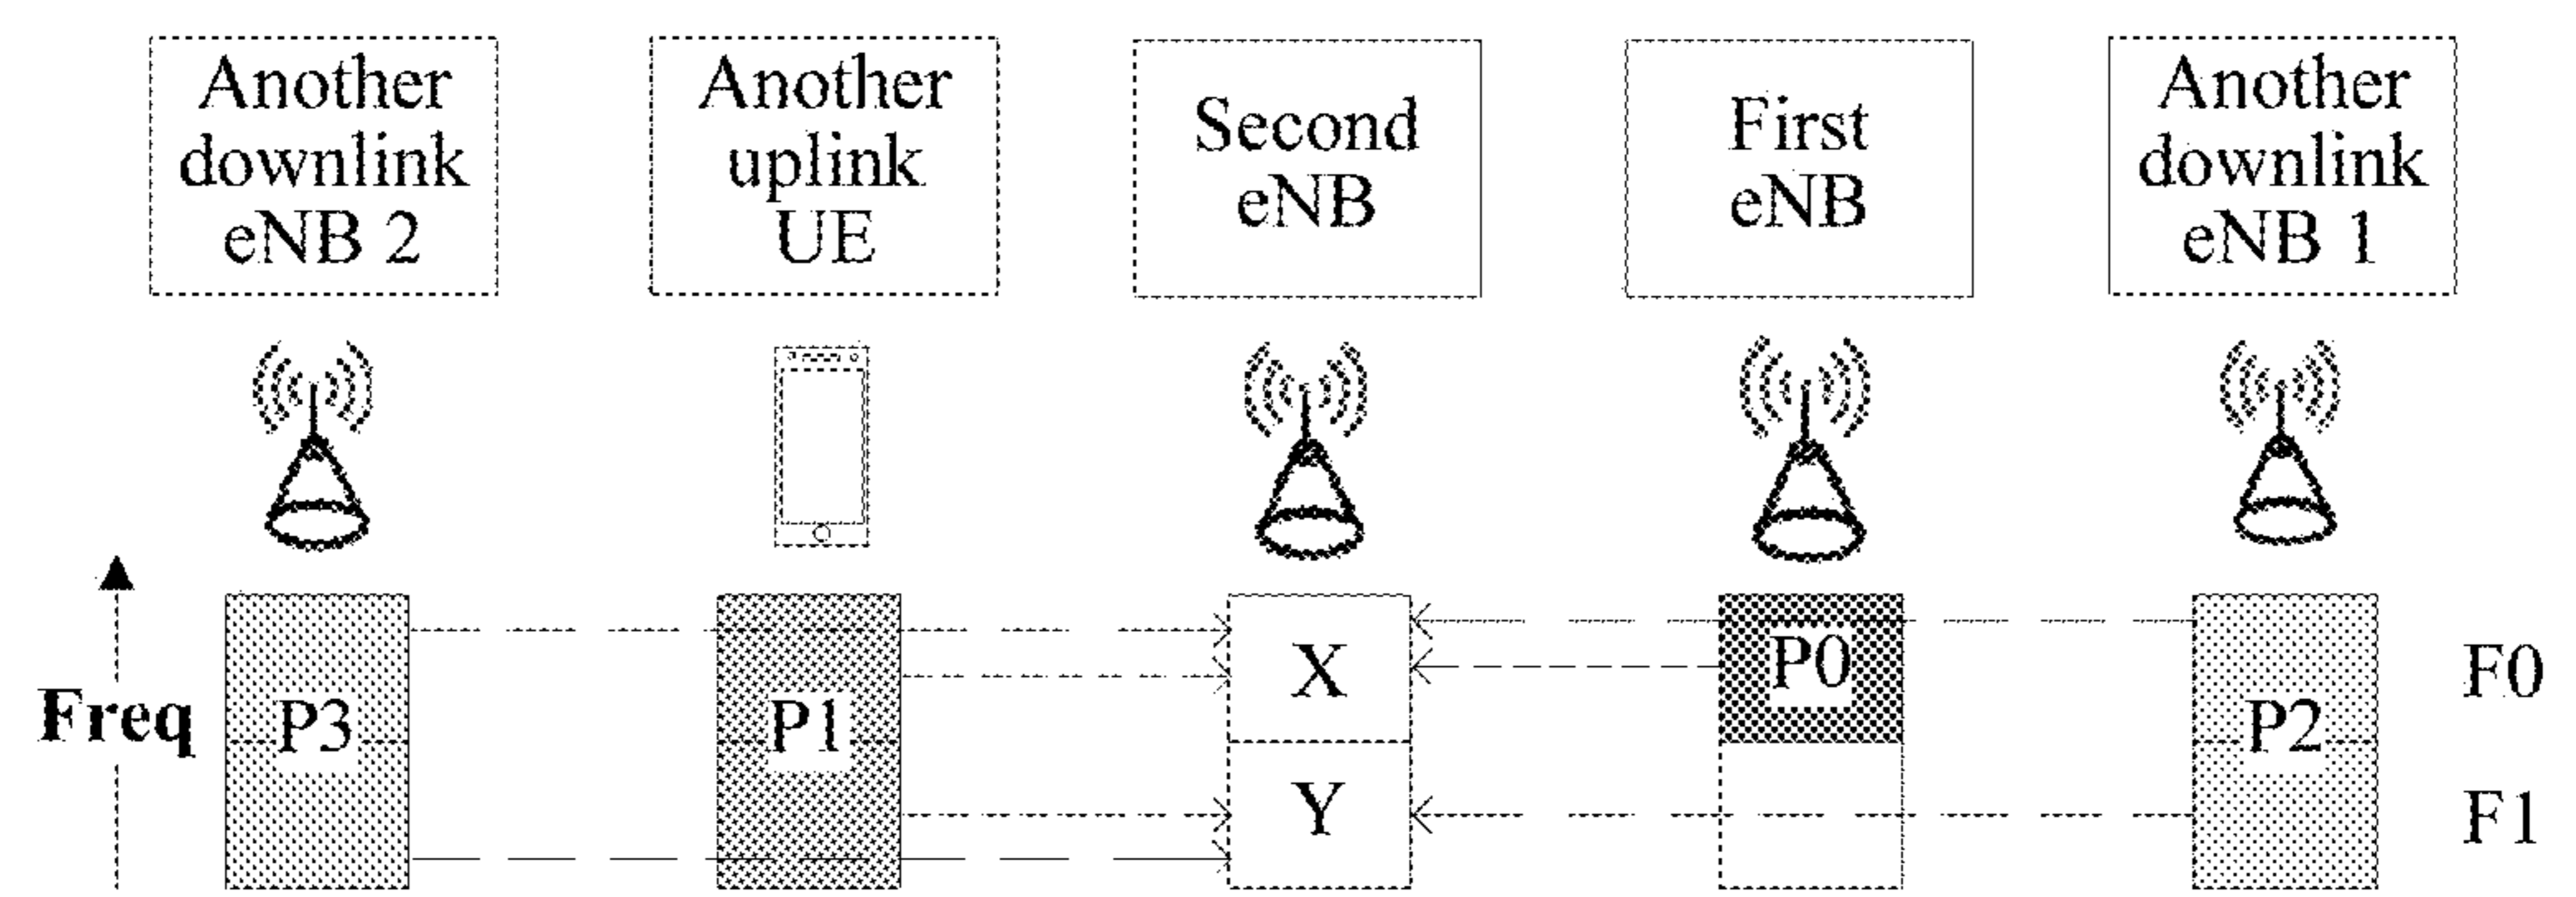 Another
downlink
eNB 2
Another
uplink
UE
Second
eNB
First
eNB
Another
downlink
eNB 1
Freq
P3
P1
X
Y
P0
P2
F0
F1